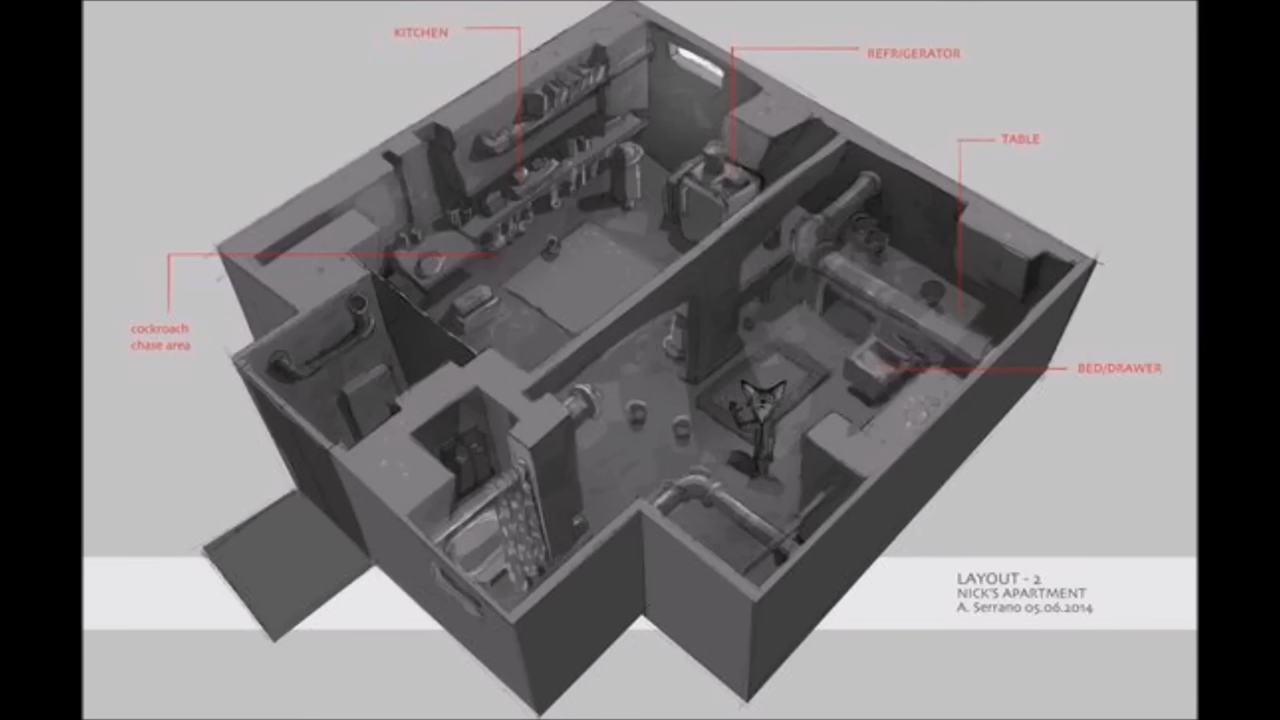 KITCHEN
REFRIGERATOR
TABLE
cockroach
chase area
BED/DRAWER
LAYOUT - 2
NICK'S APARTMENT
A. Serrano 05.06.2014